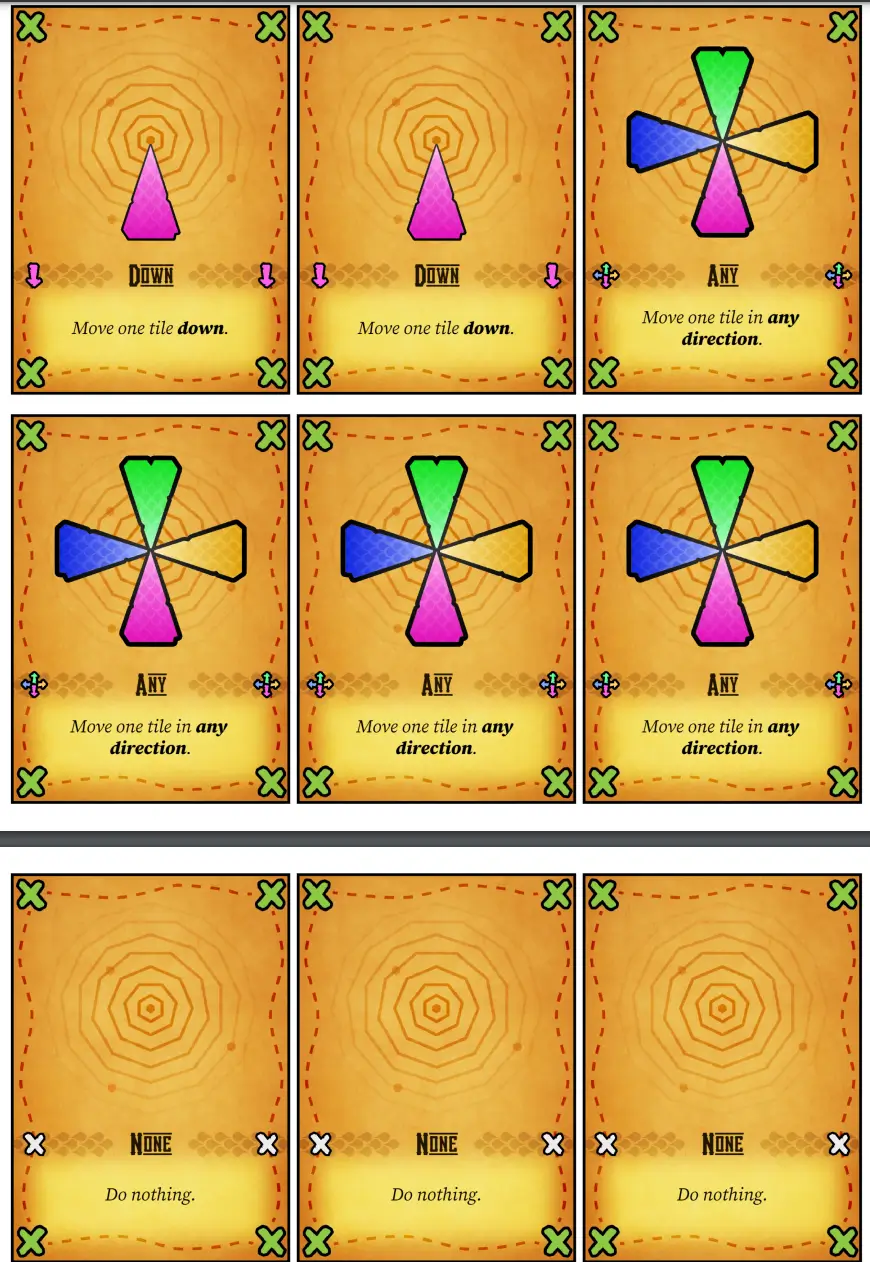 Down
Move one tile down.
Down
Move one tile down.
Any
Move one tile in any
direction.
Any
Move one tile in any
direction.
Any
Move one tile in any
direction.
Any
Move one tile in any
direction.
None
Do nothing.
None
Do nothing.
None
Do nothing.